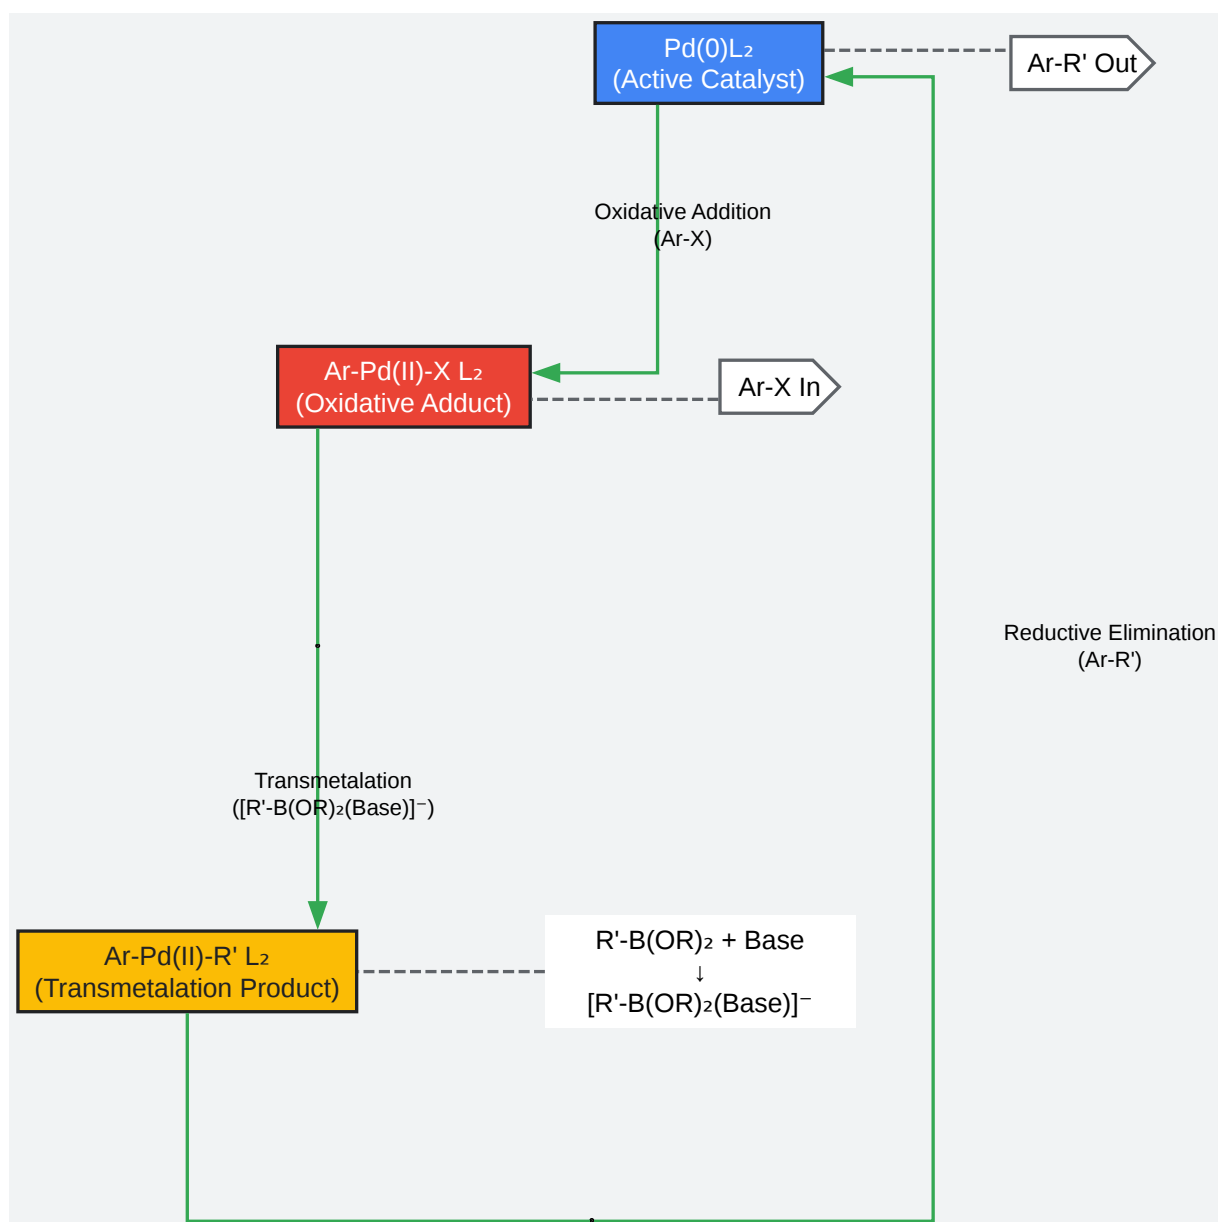 Pd(0)L₂
(Active Catalyst)
Ar-R' Out
Oxidative Addition
(Ar-X)
Ar-Pd(II)-X L₂
(Oxidative Adduct)
Ar-X In
Reductive Elimination
(Ar-R')
Transmetalation
([R'-B(OR)₂(Base)]⁻)
Ar-Pd(II)-R' L₂
(Transmetalation Product)
R'-B(OR)₂ + Base
↓
[R'-B(OR)₂(Base)]⁻